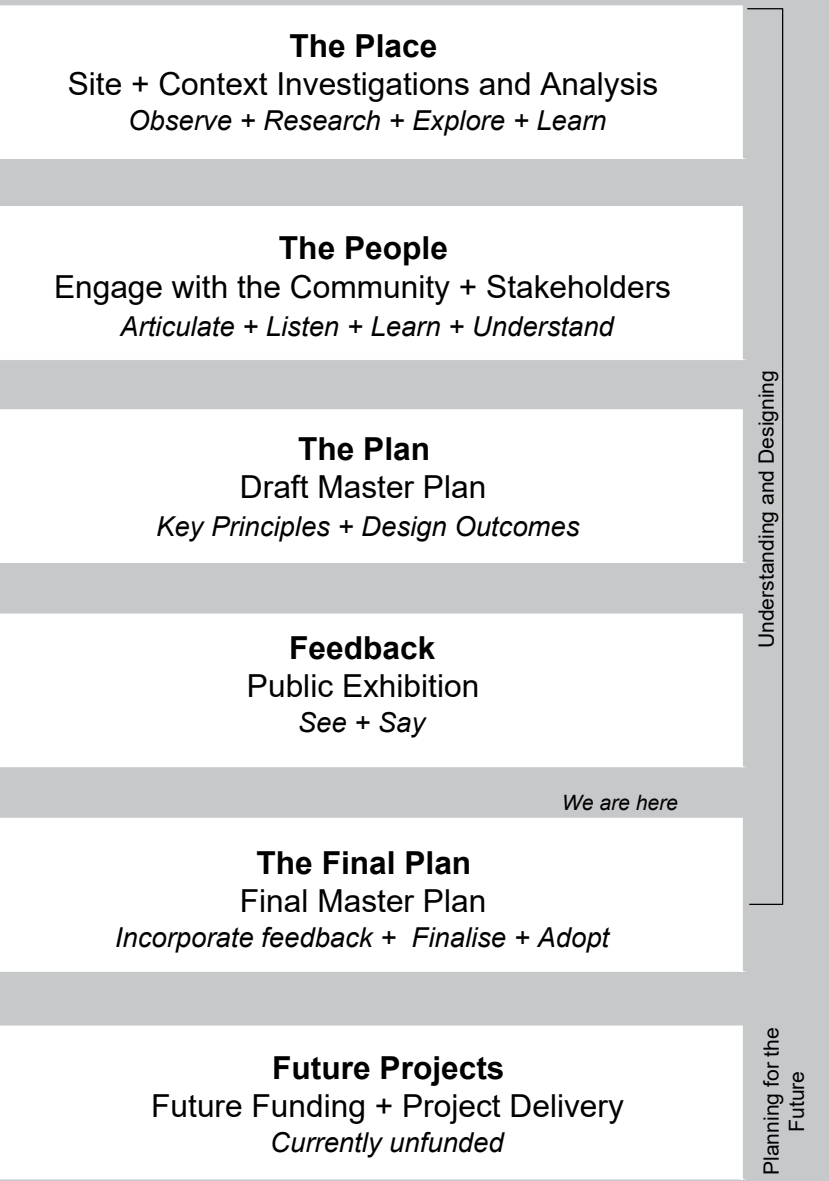 The Place
Site + Context Investigations and Analysis
Observe + Research + Explore + Learn
The People
Engage with the Community + Stakeholders
Articulate + Listen + Learn + Understand
The Plan
Draft Master Plan
Key Principles + Design Outcomes
Feedback
Public Exhibition
See + Say
We are here
The Final Plan
Final Master Plan
Incorporate feedback + Finalise + Adopt
Future Projects
Future Funding + Project Delivery
Currently unfunded
Understanding and Designing
Planning for the
Future